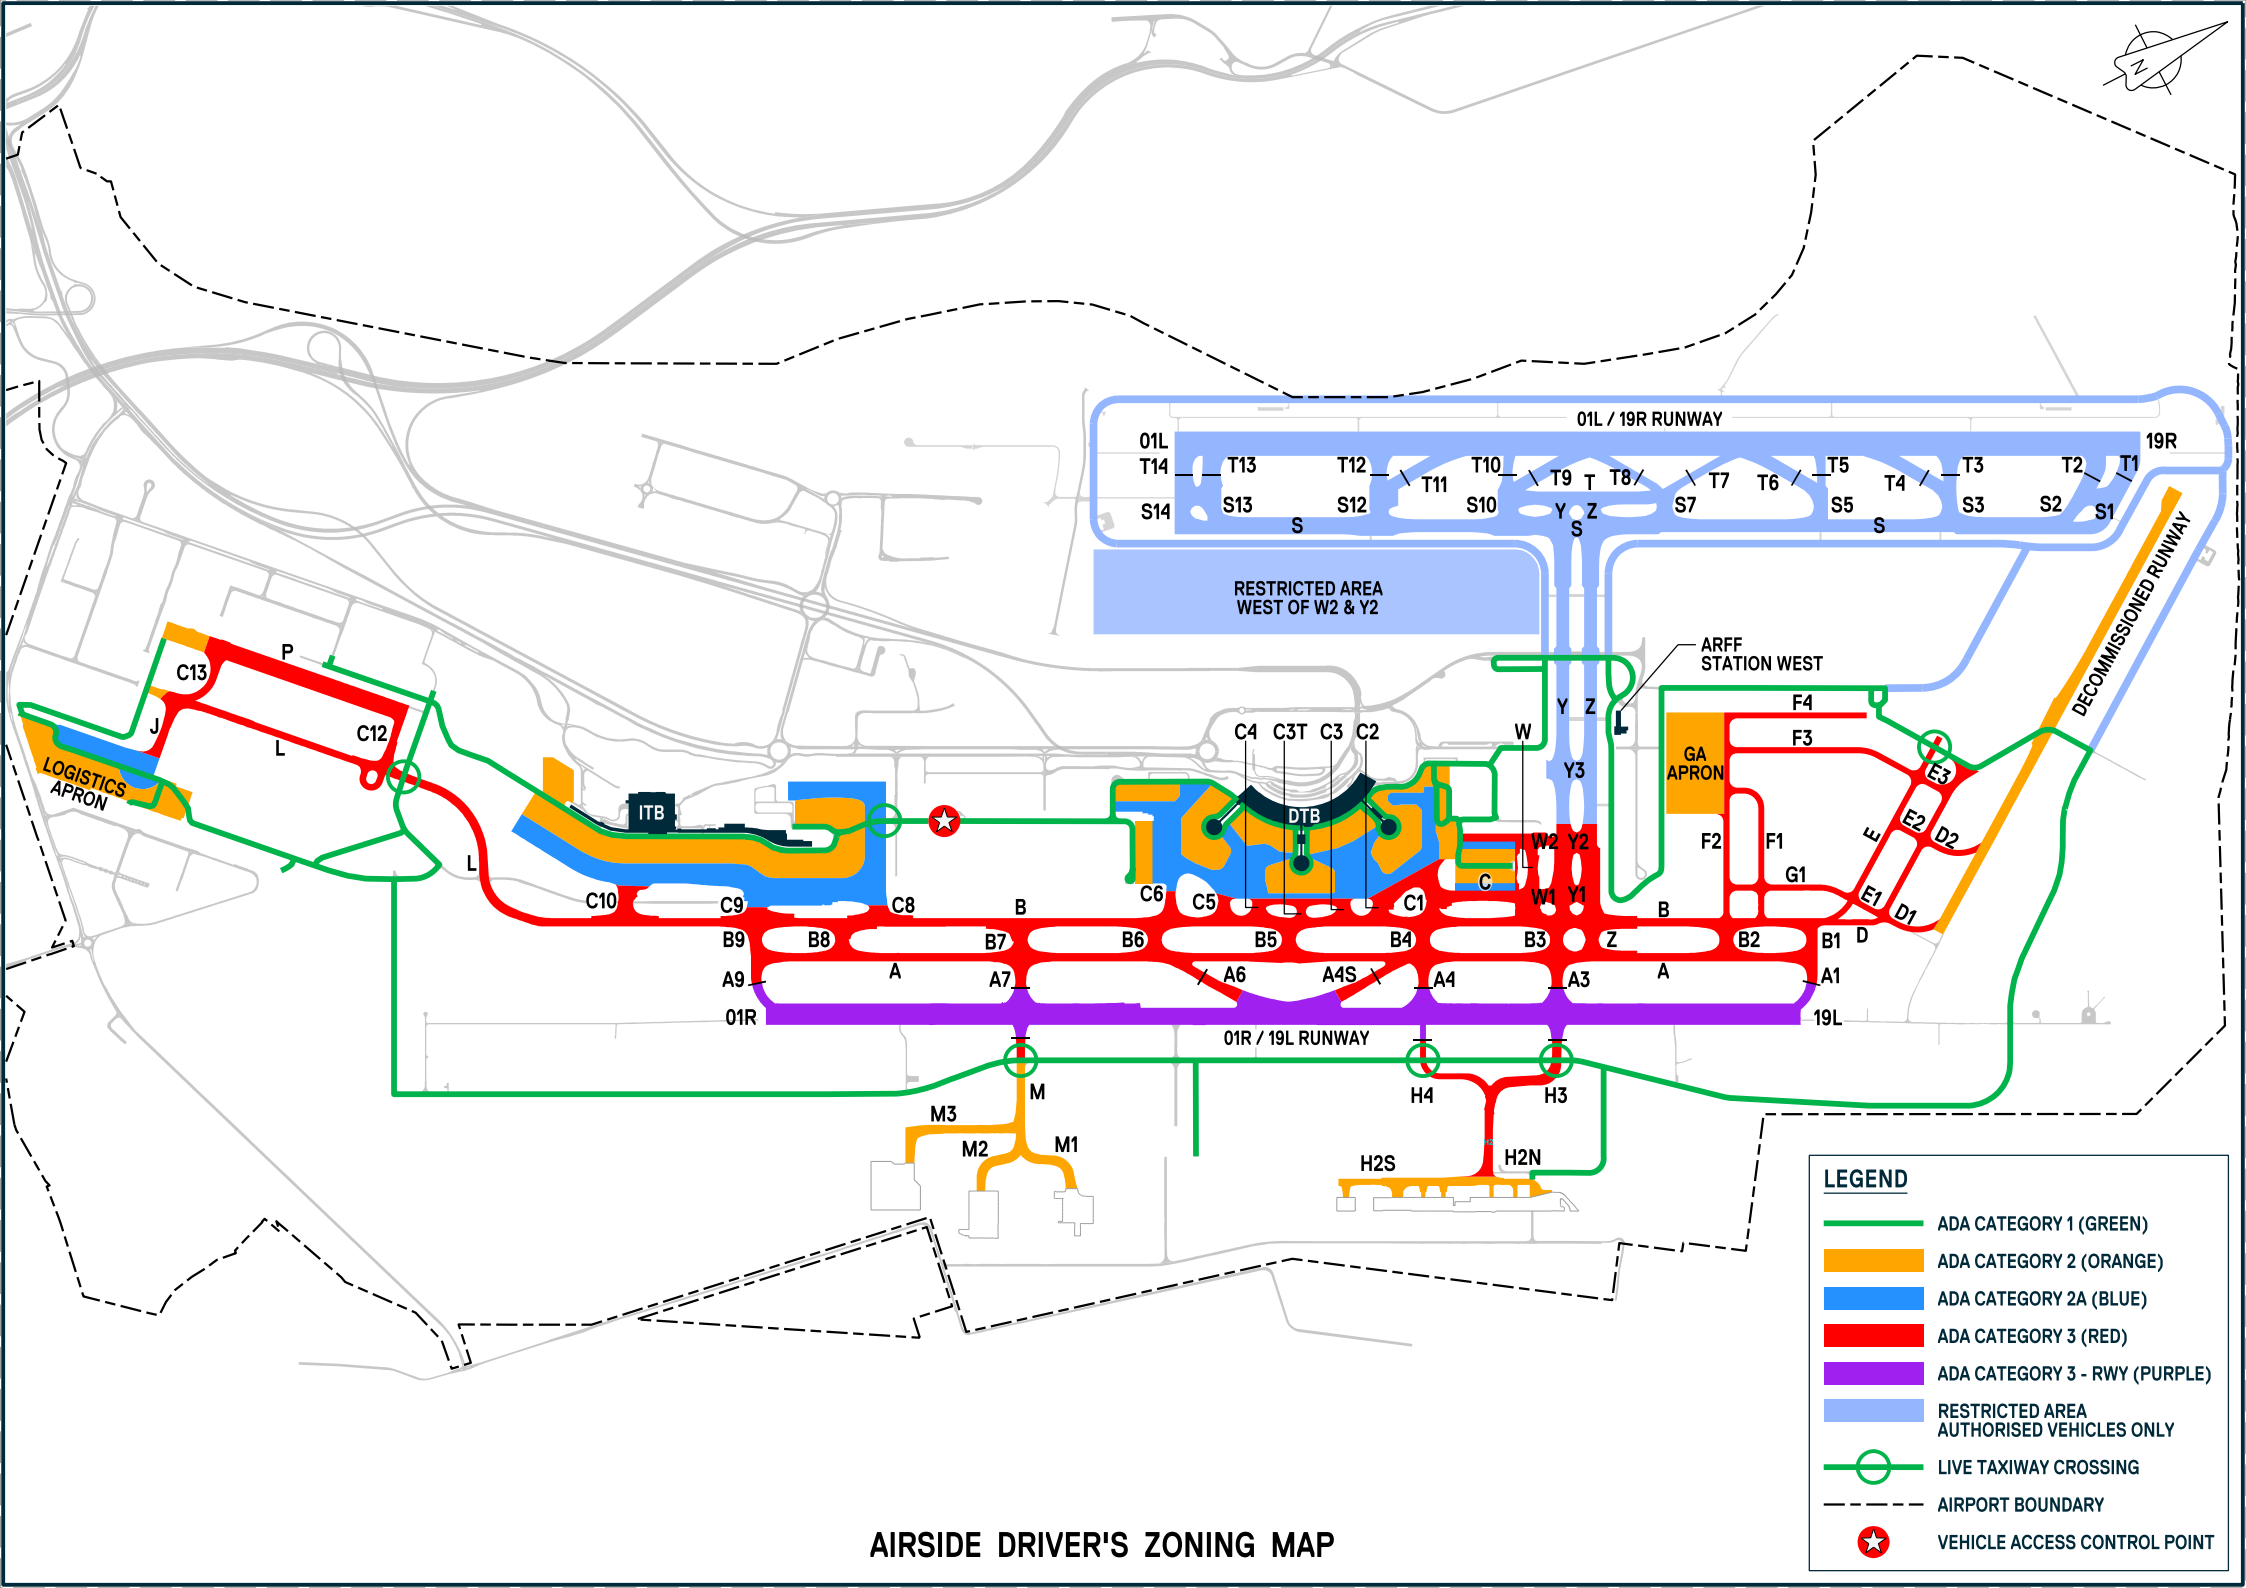 N
01L / 19R RUNWAY
01L
19R
T14
T13
T12
T11
T10
T9
T
T8
T7
T6
T5
T4
T3
T2
T1
S14
S13
S12
S10
Y
Z
S7
S5
S3
S2
S1
S
S
S
RESTRICTED AREA
WEST OF W2 & Y2
DECOMMISSIONED RUNWAY
ARFF
STATION WEST
P
C13
J
L
C12
LOGISTICS
APRON
L
ITB
C4
C3T
C3
C2
W
Y
Z
Y3
DTB
GA
APRON
F4
F3
E3
E2
D2
E
F2
F1
G1
E1
D1
W2
Y2
W1
Y1
C
C10
C9
C8
B
C6
C5
C1
B
D
B9
B8
B7
B6
B5
B4
B3
Z
B2
B1
A9
A
A7
A6
A4S
A4
A3
A
A1
01R
19L
01R / 19L RUNWAY
M
M3
M2
M1
H4
H3
H2
H2S
H2N
LEGEND
ADA CATEGORY 1 (GREEN)
ADA CATEGORY 2 (ORANGE)
ADA CATEGORY 2A (BLUE)
ADA CATEGORY 3 (RED)
ADA CATEGORY 3 - RWY (PURPLE)
RESTRICTED AREA
AUTHORISED VEHICLES ONLY
LIVE TAXIWAY CROSSING
AIRPORT BOUNDARY
VEHICLE ACCESS CONTROL POINT
AIRSIDE DRIVER'S ZONING MAP